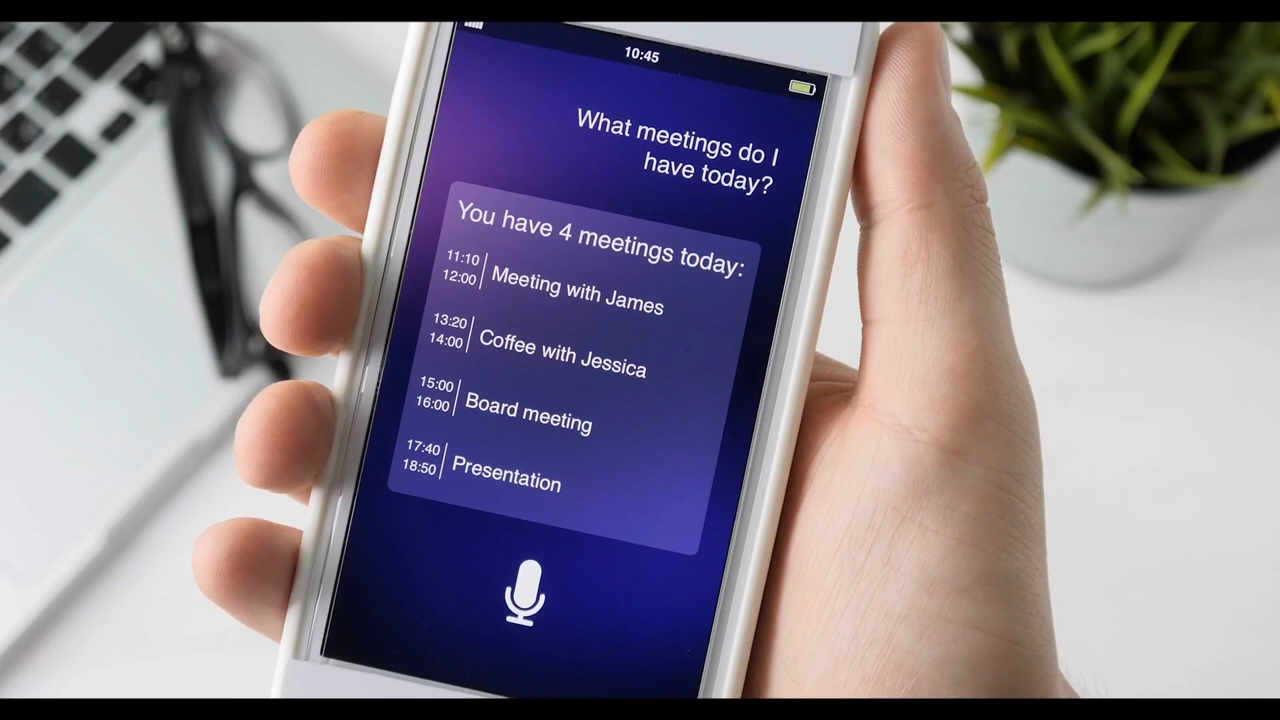 10:45
What meetings do I
have today?
You have 4 meetings today:
11:10
12:00
Meeting with James
13:20
14:00
Coffee with Jessica
15:00
16:00
Board meeting
17:40
18:50
Presentation